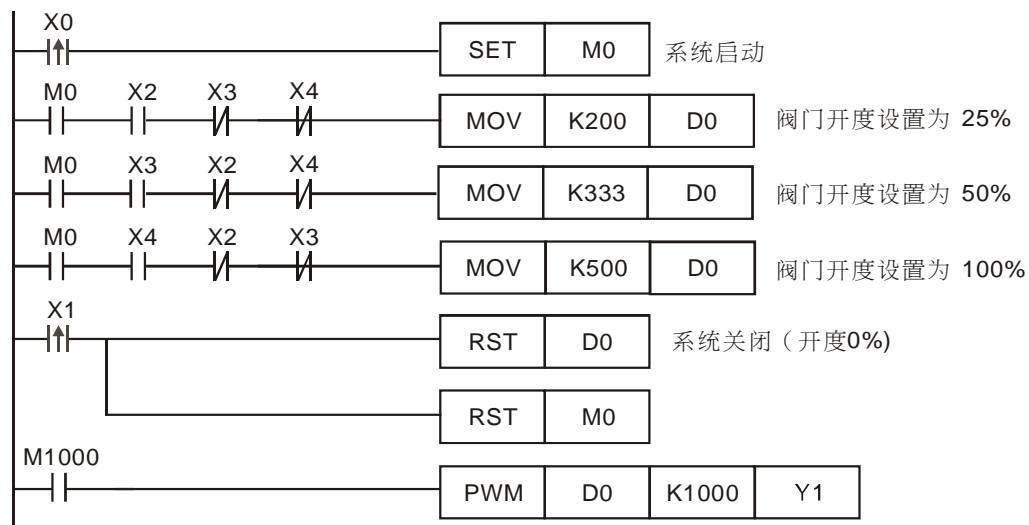 X0
SET M0 系统启动
M0 X2 X3 X4
MOV K200 D0 阀门开度设置为 25%
M0 X3 X2 X4
MOV K333 D0 阀门开度设置为 50%
M0 X4 X2 X3
MOV K500 D0 阀门开度设置为 100%
X1
RST D0 系统关闭（开度0%)
RST M0
M1000
PWM D0 K1000 Y1